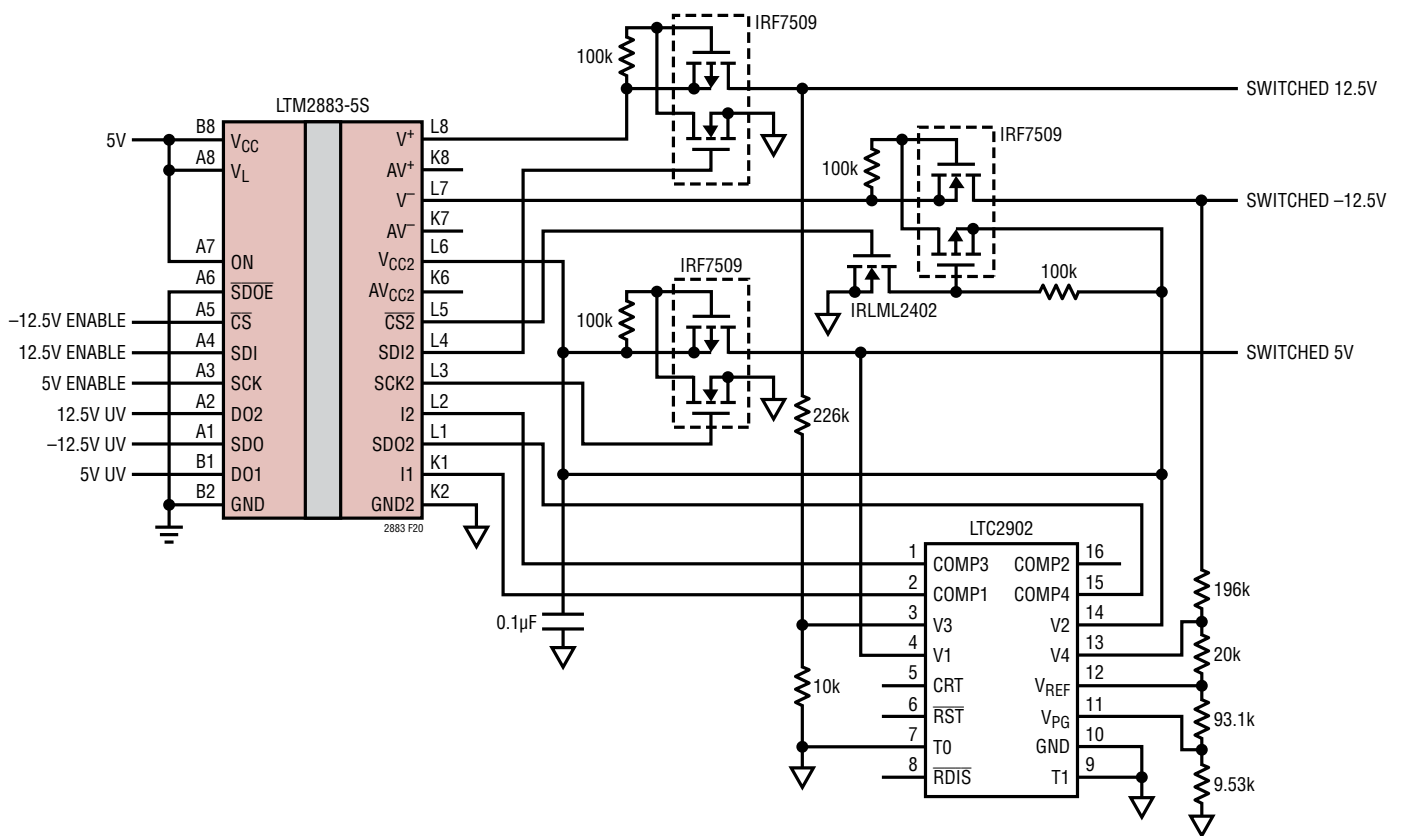 IRF7509
100k
SWITCHED 12.5V
LTM2883-5S
5V
B8
VCC
L8
V+
A8
VL
K8
AV+
IRF7509
100k
L7
V–
SWITCHED –12.5V
K7
AV–
A7
ON
L6
VCC2
IRF7509
100k
A6
SDOE
K6
AVCC2
–12.5V ENABLE
A5
CS
L5
CS2
100k
IRLML2402
12.5V ENABLE
A4
SDI
L4
SDI2
SWITCHED 5V
5V ENABLE
A3
SCK
L3
SCK2
12.5V UV
A2
DO2
L2
I2
226k
–12.5V UV
A1
SDO
L1
SDO2
5V UV
B1
DO1
K1
I1
B2
GND
K2
GND2
2883 F20
LTC2902
1
COMP3
COMP2
16
2
COMP1
COMP4
15
196k
0.1µF
3
V3
V2
14
4
V1
V4
13
20k
10k
5
CRT
VREF
12
6
RST
VPG
11
93.1k
7
T0
GND
10
8
RDIS
T1
9
9.53k